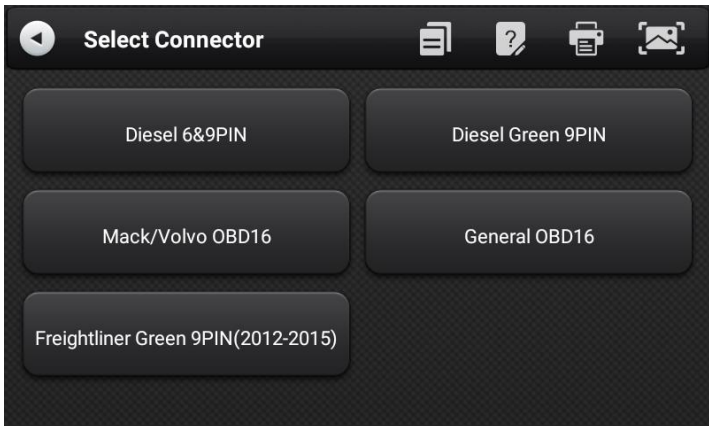 Select Connector
Diesel 6&9PIN
Diesel Green 9PIN
Mack/Volvo OBD16
General OBD16
Freightliner Green 9PIN(2012-2015)